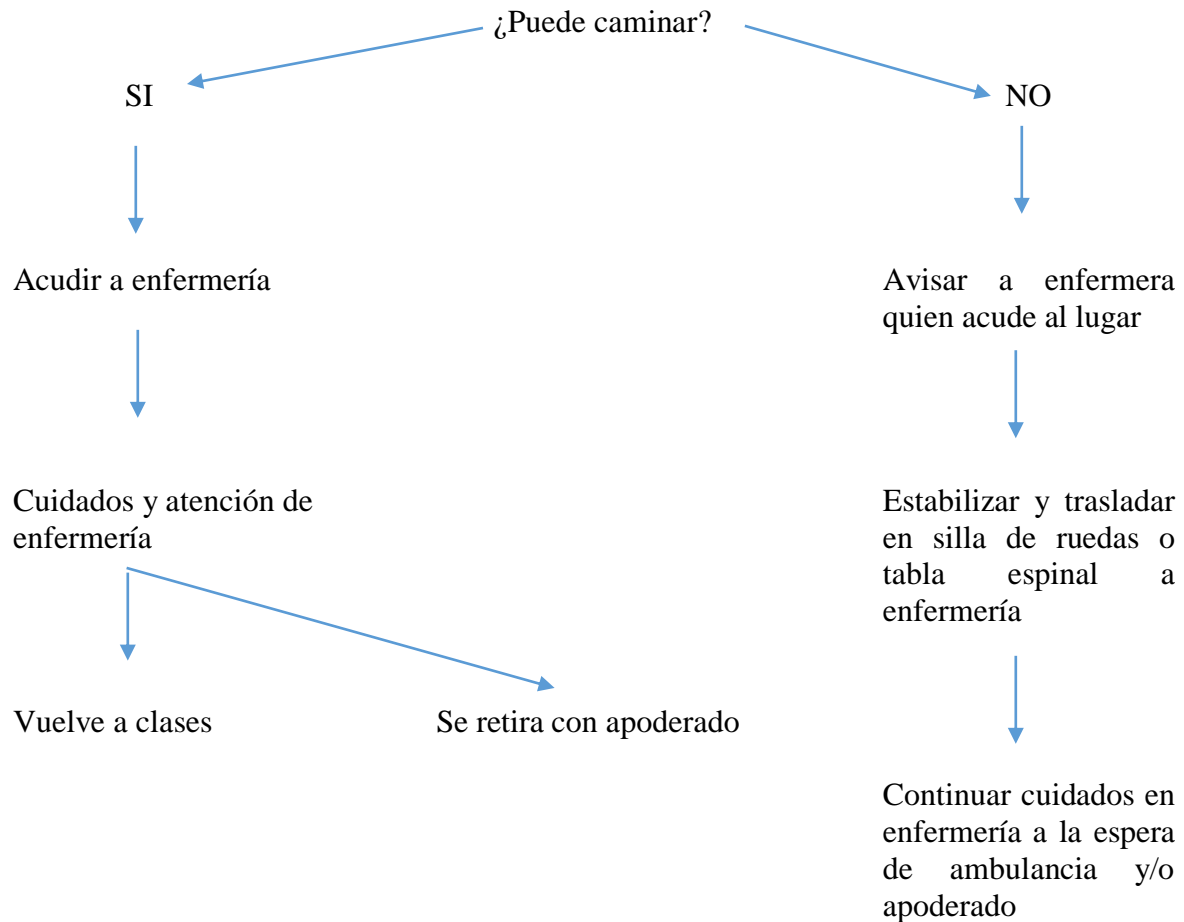 ¿Puede caminar?
SI
NO
Acudir a enfermería
Avisar a enfermera
quien acude al lugar
Cuidados y atención de
enfermería
Estabilizar y trasladar
en silla de ruedas o
tabla espinal a
enfermería
Vuelve a clases
Se retira con apoderado
Continuar cuidados en
enfermería a la espera
de ambulancia y/o
apoderado